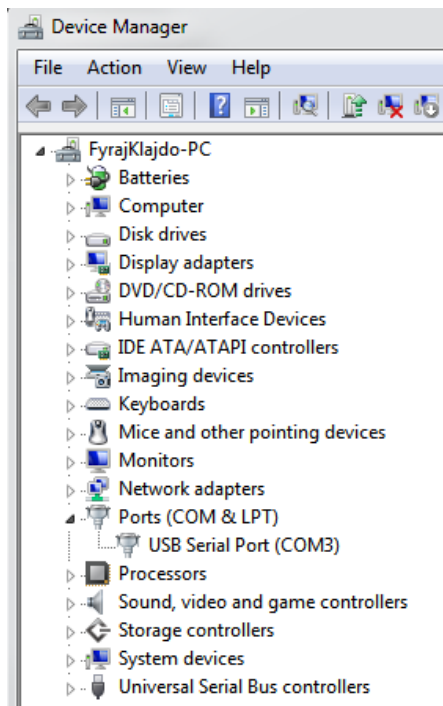 Device Manager
File Action View Help
FyrajKlajdo-PC
Batteries
Computer
Disk drives
Display adapters
DVD/CD-ROM drives
Human Interface Devices
IDE ATA/ATAPI controllers
Imaging devices
Keyboards
Mice and other pointing devices
Monitors
Network adapters
Ports (COM & LPT)
USB Serial Port (COM3)
Processors
Sound, video and game controllers
Storage controllers
System devices
Universal Serial Bus controllers